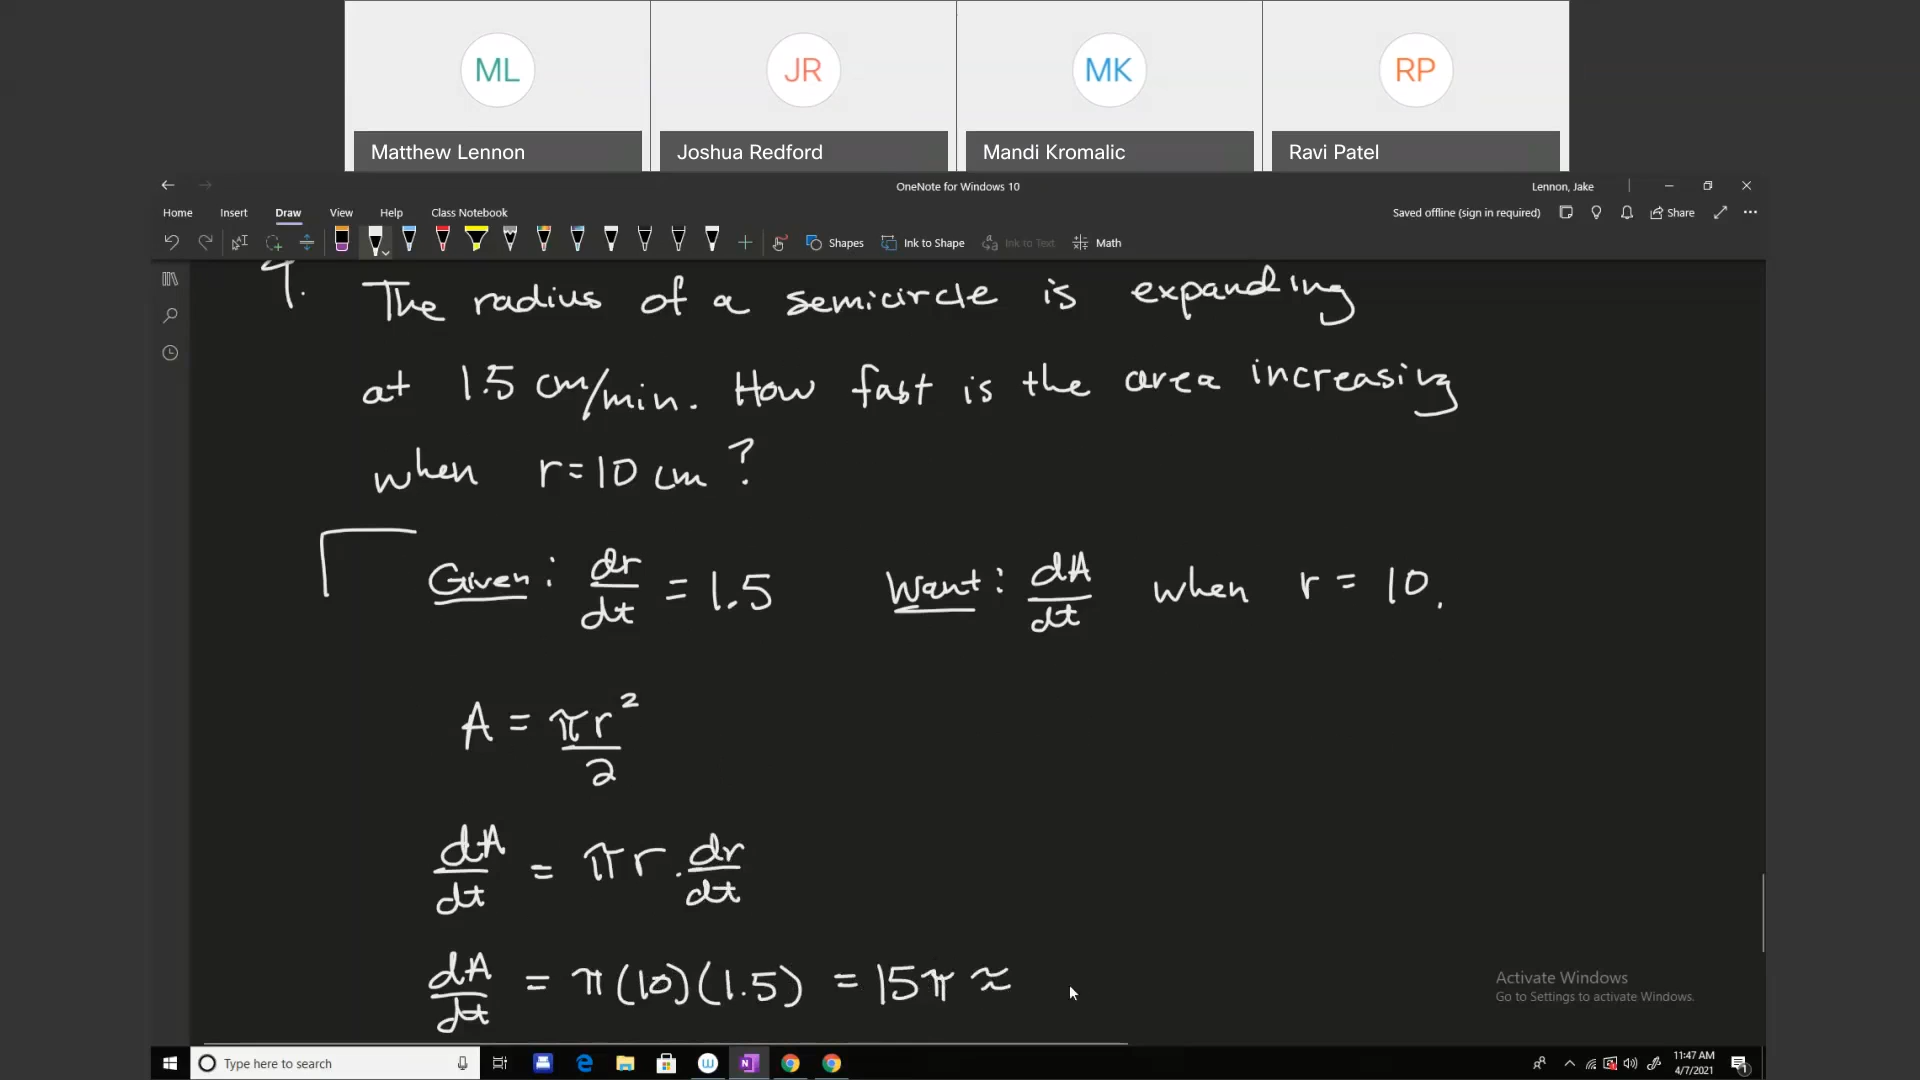 ML JR MK RP
Matthew Lennon Joshua Redford Mandi Kromalic Ravi Patel
OneNote for Windows 10 Lennon, Jake
Home Insert Draw View Help Class Notebook Saved offline (sign in required) Share
Shapes Ink to Shape Ink to Text Math
The radius of a semicircle is expanding
at 1.5 cm/min. How fast is the area increasing
when r=10 cm ?
Given: dr/dt = 1.5 Want: dA/dt when r = 10.
A = πr²/2
dA/dt = πr · dr/dt
dA/dt = π(10)(1.5) = 15π ≈
Activate Windows
Go to Settings to activate Windows.
Type here to search 11:47 AM
4/7/2021